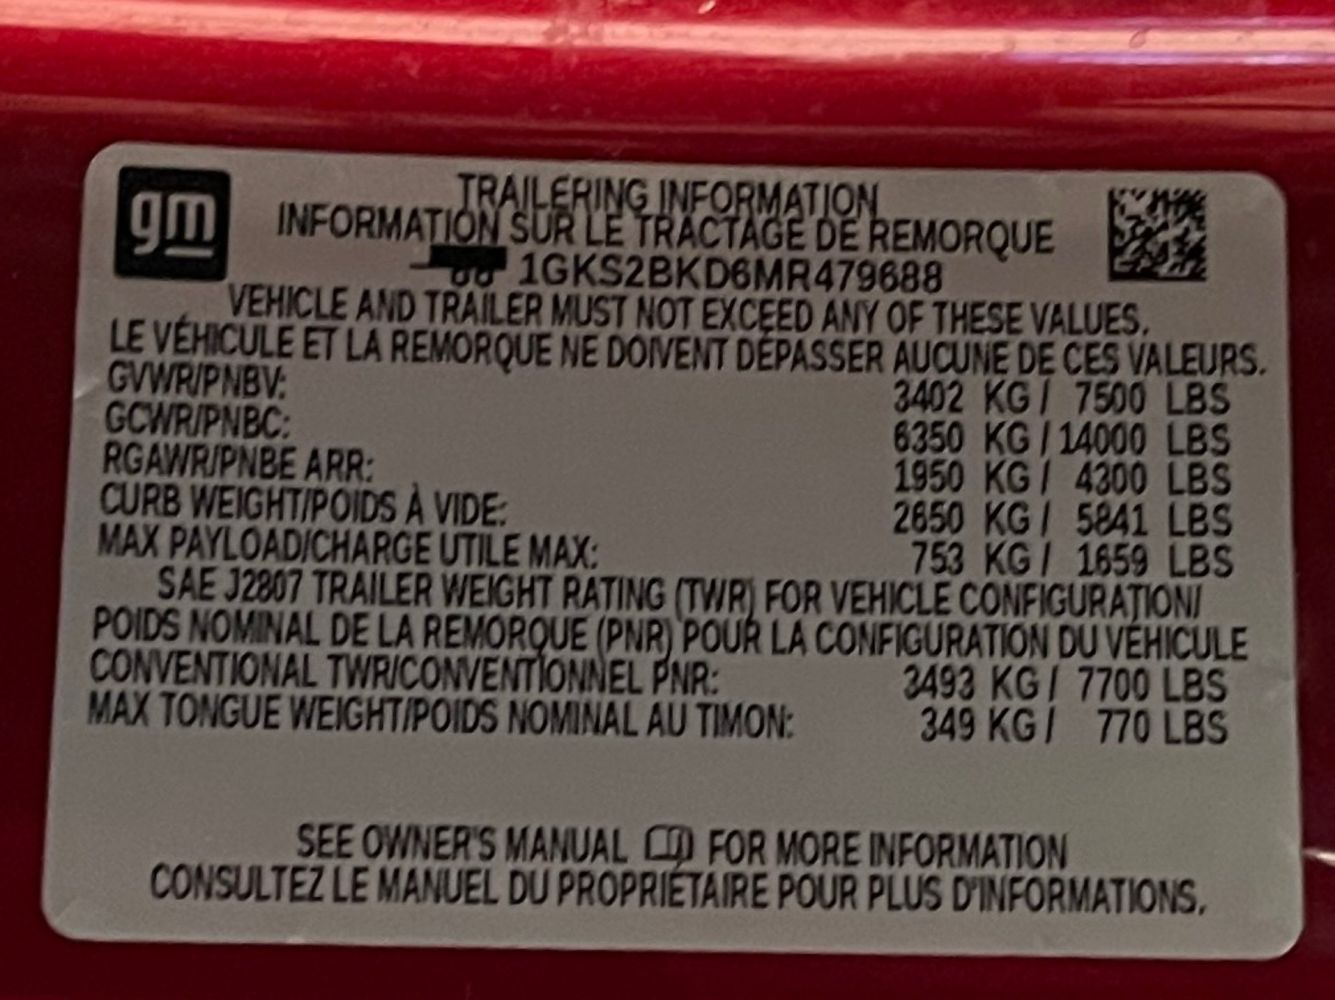 gm
TRAILERING INFORMATION
INFORMATION SUR LE TRACTAGE DE REMORQUE
1GKS2BKD6MR479688
VEHICLE AND TRAILER MUST NOT EXCEED ANY OF THESE VALUES.
LE VÉHICULE ET LA REMORQUE NE DOIVENT DÉPASSER AUCUNE DE CES VALEURS.
GVWR/PNBV: 3402 KG / 7500 LBS
GCWR/PNBC: 6350 KG / 14000 LBS
RGAWR/PNBE ARR: 1950 KG / 4300 LBS
CURB WEIGHT/POIDS À VIDE: 2650 KG / 5841 LBS
MAX PAYLOAD/CHARGE UTILE MAX: 753 KG / 1659 LBS
SAE J2807 TRAILER WEIGHT RATING (TWR) FOR VEHICLE CONFIGURATION/
POIDS NOMINAL DE LA REMORQUE (PNR) POUR LA CONFIGURATION DU VÉHICULE
CONVENTIONAL TWR/CONVENTIONNEL PNR: 3493 KG / 7700 LBS
MAX TONGUE WEIGHT/POIDS NOMINAL AU TIMON: 349 KG / 770 LBS
SEE OWNER'S MANUAL FOR MORE INFORMATION
CONSULTEZ LE MANUEL DU PROPRIÉTAIRE POUR PLUS D'INFORMATIONS.